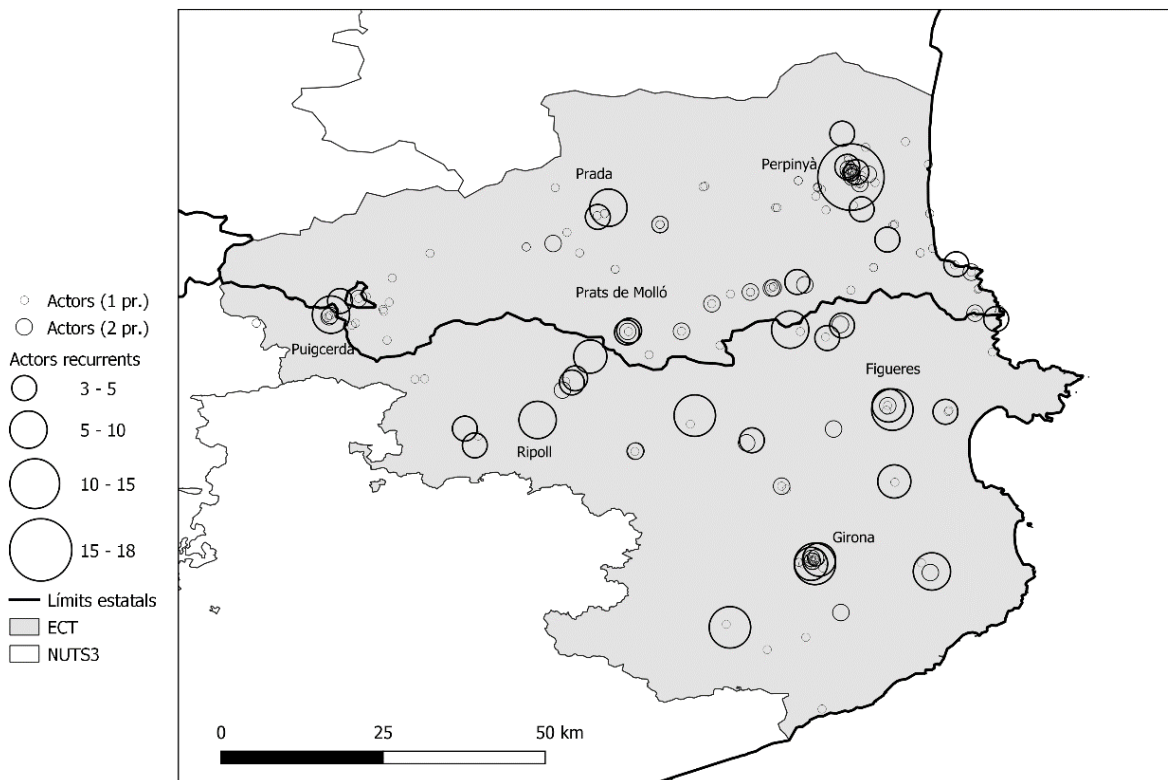 Perpinyà
Prada
Prats de Molló
Puigcerdà
Figueres
Ripoll
Girona
Actors (1 pr.)
Actors (2 pr.)
Actors recurrents
3 - 5
5 - 10
10 - 15
15 - 18
Límits estatals
ECT
NUTS3
0 25 50 km